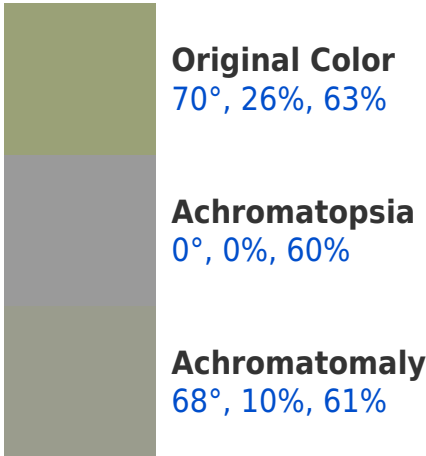 Original Color
70°, 26%, 63%
Achromatopsia
0°, 0%, 60%
Achromatomaly
68°, 10%, 61%